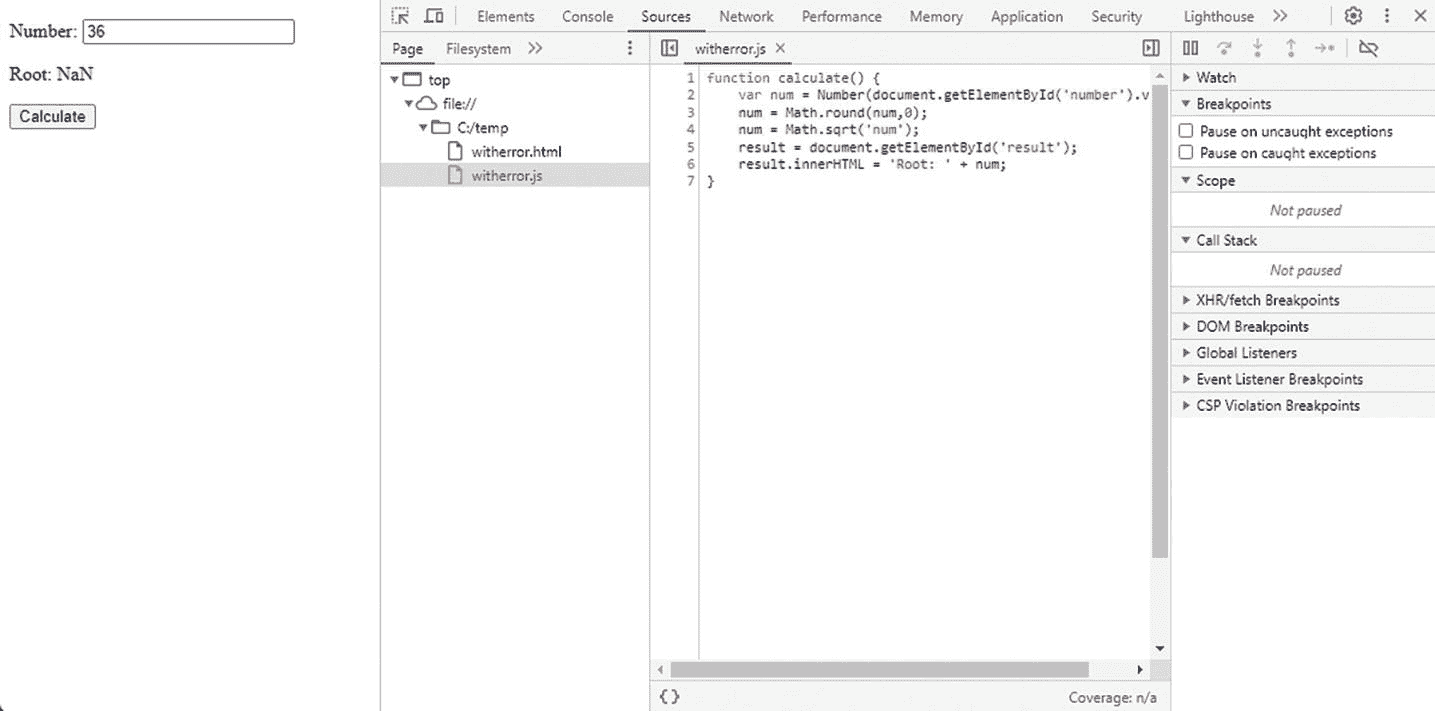 Number: 36
Root: NaN
Calculate
Elements Console Sources Network Performance Memory Application Security Lighthouse
Page Filesystem
witherror.js
top
file://
C:/temp
witherror.html
witherror.js
1 function calculate() {
2 var num = Number(document.getElementById('number').v
3 num = Math.round(num,0);
4 num = Math.sqrt('num');
5 result = document.getElementById('result');
6 result.innerHTML = 'Root: ' + num;
7 }
{}
Coverage: n/a
Watch
Breakpoints
Pause on uncaught exceptions
Pause on caught exceptions
Scope
Not paused
Call Stack
Not paused
XHR/fetch Breakpoints
DOM Breakpoints
Global Listeners
Event Listener Breakpoints
CSP Violation Breakpoints